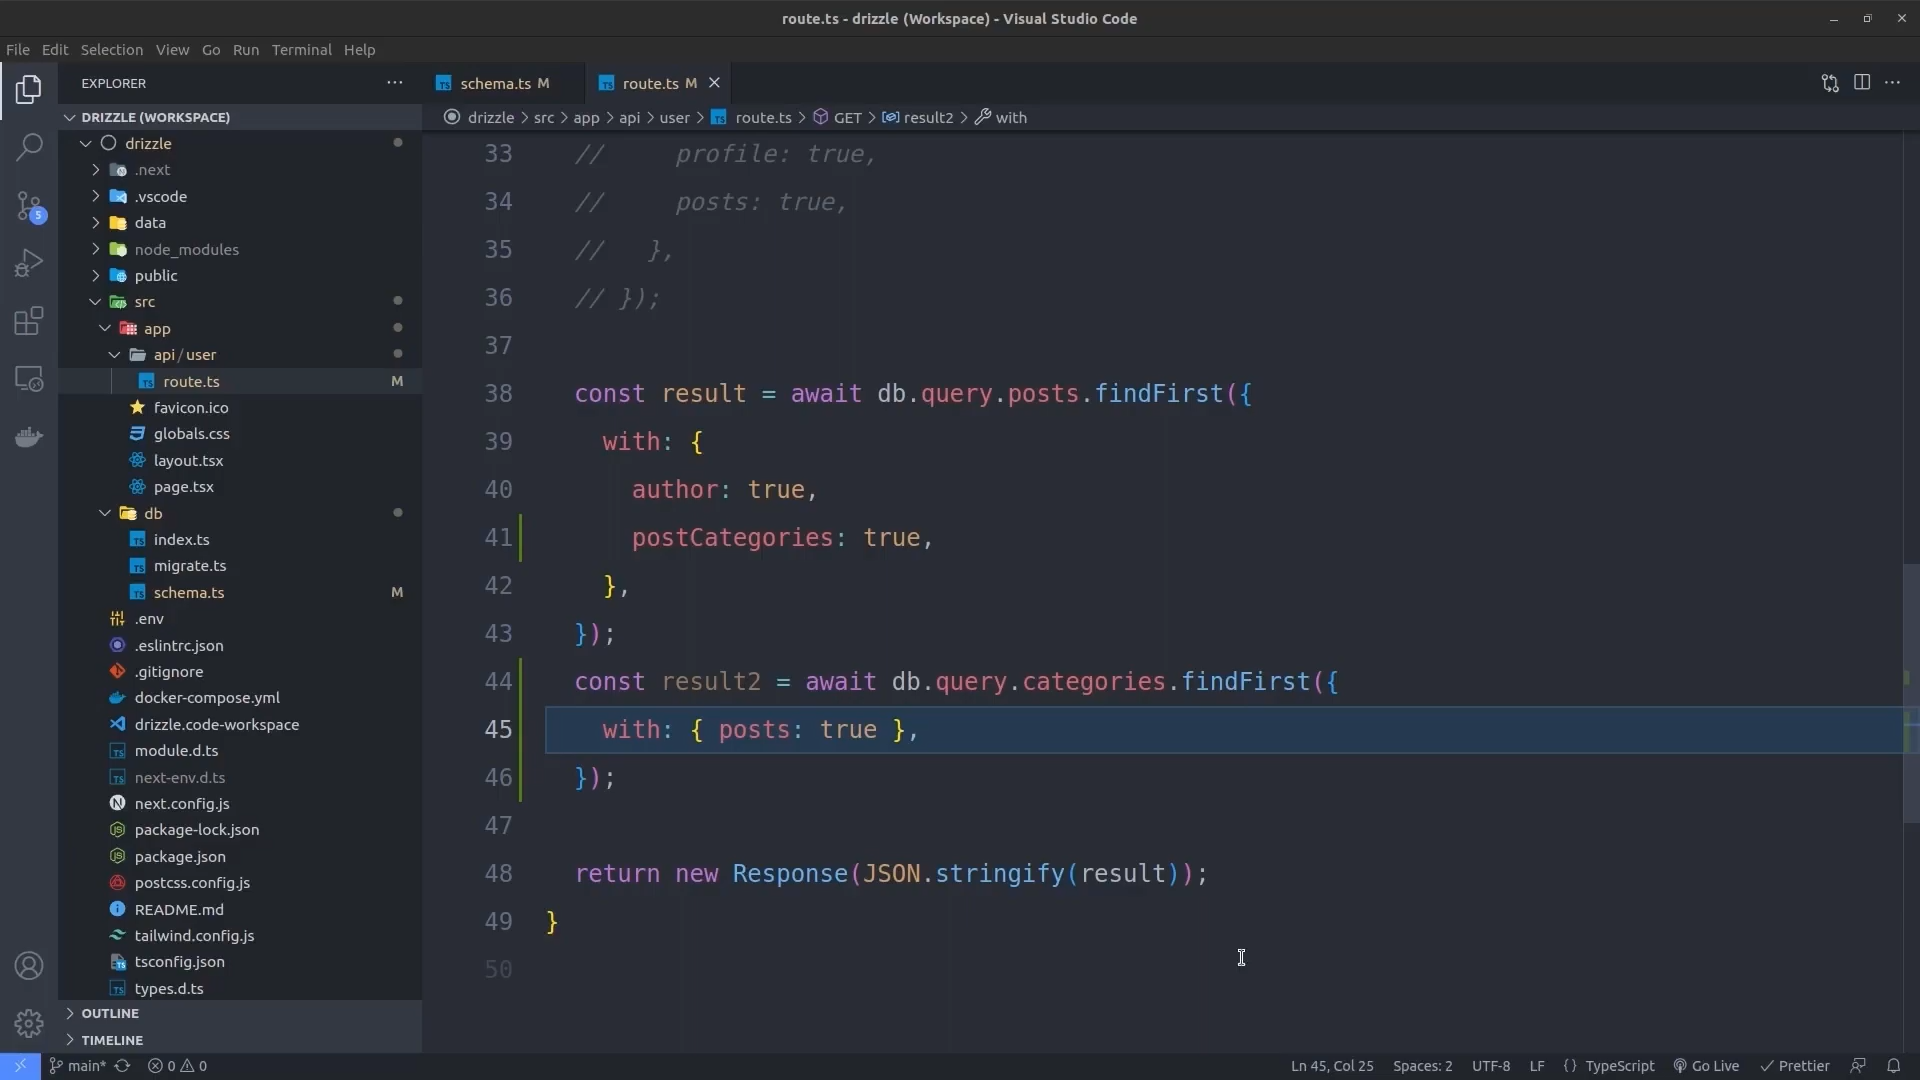 route.ts - drizzle (Workspace) - Visual Studio Code
File Edit Selection View Go Run Terminal Help
EXPLORER
DRIZZLE (WORKSPACE)
drizzle
.next
.vscode
data
node_modules
public
src
app
api / user
route.ts M
favicon.ico
globals.css
layout.tsx
page.tsx
db
index.ts
migrate.ts
schema.ts M
.env
.eslintrc.json
.gitignore
docker-compose.yml
drizzle.code-workspace
module.d.ts
next-env.d.ts
next.config.js
package-lock.json
package.json
postcss.config.js
README.md
tailwind.config.js
tsconfig.json
types.d.ts
OUTLINE
TIMELINE
5
schema.ts M
route.ts M
drizzle > src > app > api > user > route.ts > GET > result2 > with
33 //     profile: true,
34 //     posts: true,
35 //   },
36 // });
37
38 const result = await db.query.posts.findFirst({
39   with: {
40     author: true,
41     postCategories: true,
42   },
43 });
44 const result2 = await db.query.categories.findFirst({
45   with: { posts: true },
46 });
47
48 return new Response(JSON.stringify(result));
49 }
50
main* 0 0 Ln 45, Col 25 Spaces: 2 UTF-8 LF {} TypeScript Go Live Prettier